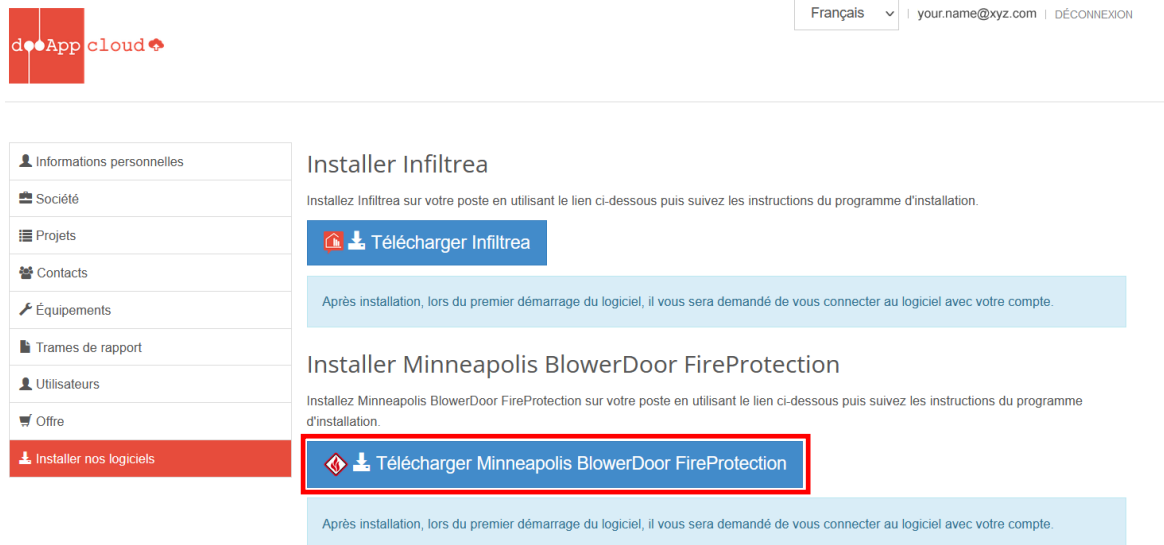 Français
your.name@xyz.com
DÉCONNEXION
dooApp cloud
Informations personnelles
Société
Projets
Contacts
Équipements
Trames de rapport
Utilisateurs
Offre
Installer nos logiciels
Installer Infiltrea
Installez Infiltrea sur votre poste en utilisant le lien ci-dessous puis suivez les instructions du programme d'installation.
Télécharger Infiltrea
Après installation, lors du premier démarrage du logiciel, il vous sera demandé de vous connecter au logiciel avec votre compte.
Installer Minneapolis BlowerDoor FireProtection
Installez Minneapolis BlowerDoor FireProtection sur votre poste en utilisant le lien ci-dessous puis suivez les instructions du programme
d'installation.
Télécharger Minneapolis BlowerDoor FireProtection
Après installation, lors du premier démarrage du logiciel, il vous sera demandé de vous connecter au logiciel avec votre compte.